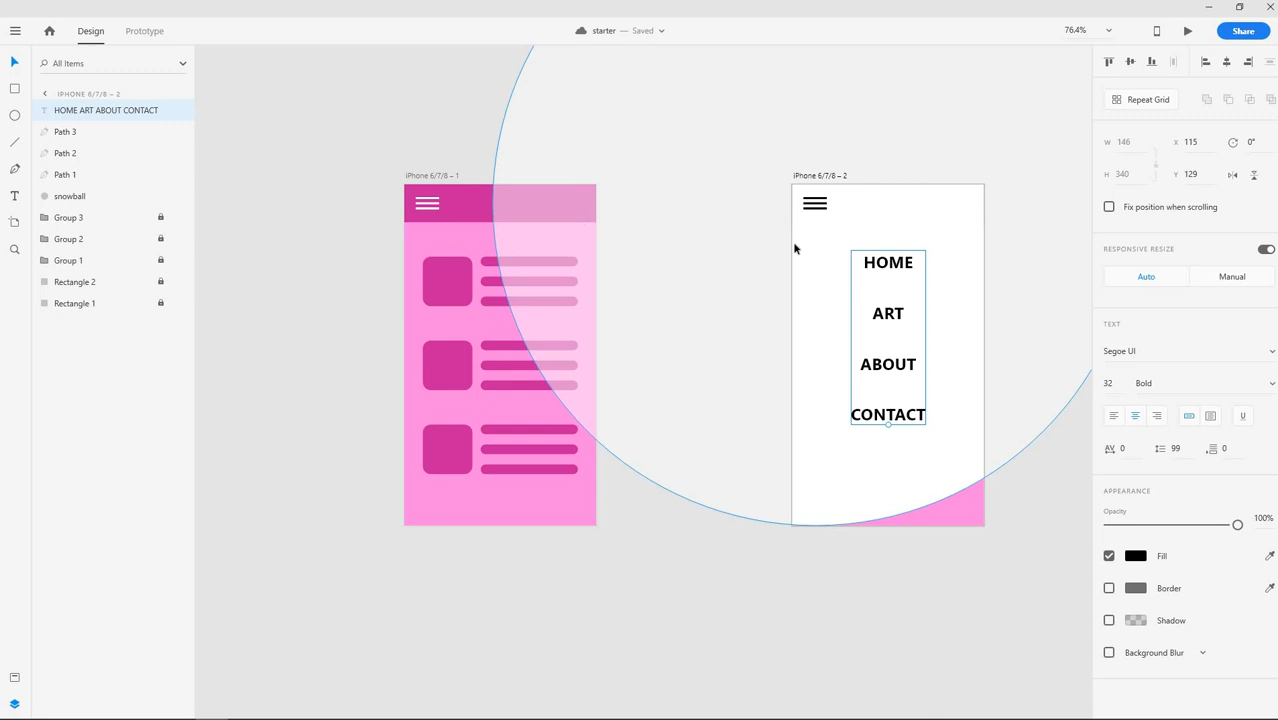 Design
Prototype
starter — Saved
76.4%
Share
All Items
IPHONE 6/7/8 – 2
HOME ART ABOUT CONTACT
Path 3
Path 2
Path 1
snowball
Group 3
Group 2
Group 1
Rectangle 2
Rectangle 1
iPhone 6/7/8 – 1
iPhone 6/7/8 – 2
HOME
ART
ABOUT
CONTACT
Repeat Grid
W 146 X 115 0°
H 340 Y 129
Fix position when scrolling
RESPONSIVE RESIZE
Auto Manual
TEXT
Segoe UI
32 Bold
U
AV 0 99 0
APPEARANCE
Opacity
100%
Fill
Border
Shadow
Background Blur